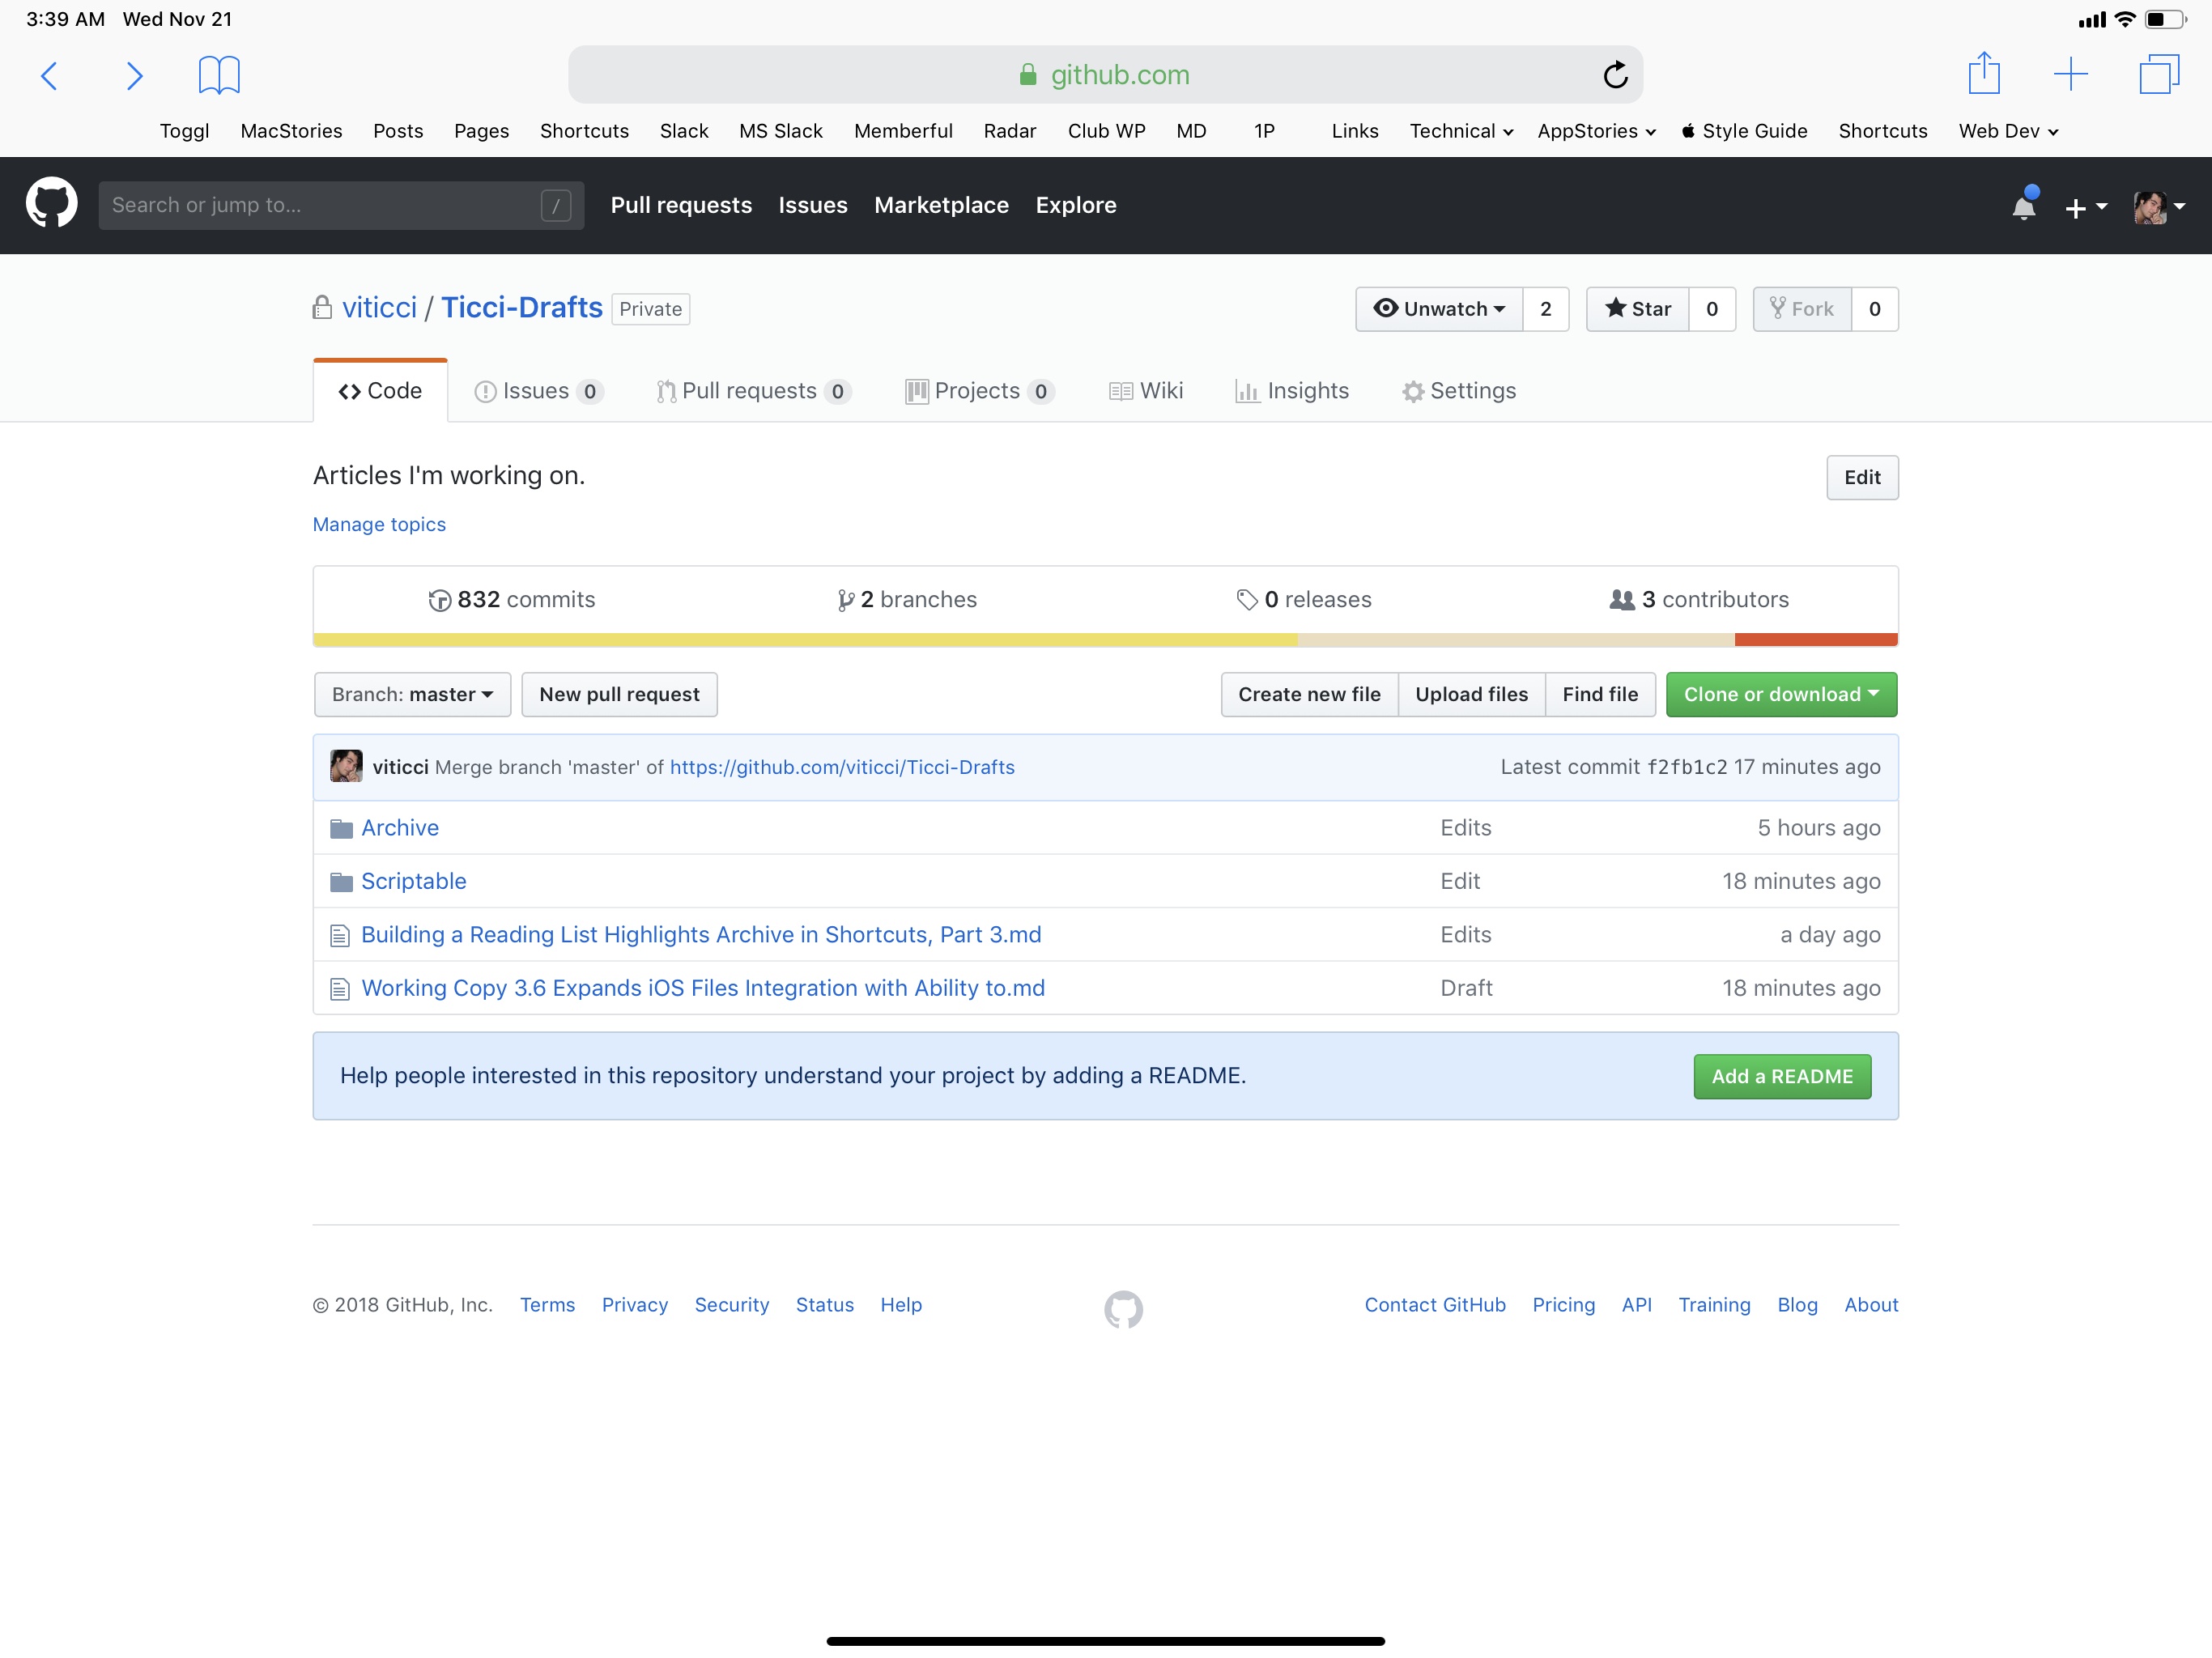 3:39 AM Wed Nov 21
github.com
Toggl MacStories Posts Pages Shortcuts Slack MS Slack Memberful Radar Club WP MD 1P Links Technical AppStories Style Guide Shortcuts Web Dev
Search or jump to... / Pull requests Issues Marketplace Explore
viticci / Ticci-Drafts Private Unwatch 2 Star 0 Fork 0
Code Issues 0 Pull requests 0 Projects 0 Wiki Insights Settings
Articles I'm working on. Edit
Manage topics
832 commits 2 branches 0 releases 3 contributors
Branch: master New pull request Create new file Upload files Find file Clone or download
viticci Merge branch 'master' of https://github.com/viticci/Ticci-Drafts Latest commit f2fb1c2 17 minutes ago
Archive Edits 5 hours ago
Scriptable Edit 18 minutes ago
Building a Reading List Highlights Archive in Shortcuts, Part 3.md Edits a day ago
Working Copy 3.6 Expands iOS Files Integration with Ability to.md Draft 18 minutes ago
Help people interested in this repository understand your project by adding a README. Add a README
© 2018 GitHub, Inc. Terms Privacy Security Status Help Contact GitHub Pricing API Training Blog About